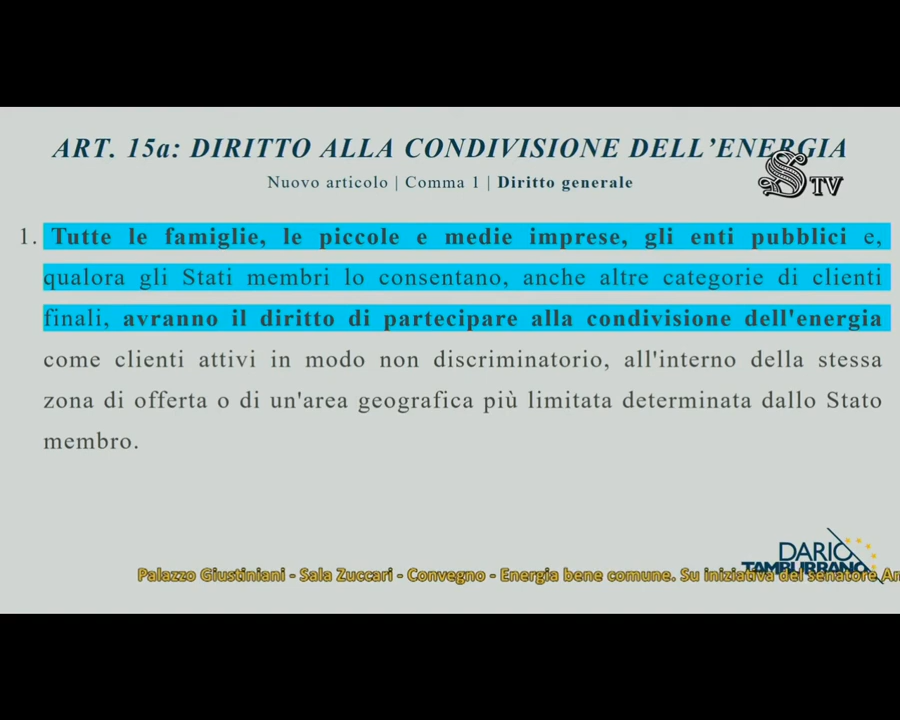 ART. 15a: DIRITTO ALLA CONDIVISIONE DELL'ENERGIA
Nuovo articolo | Comma 1 | Diritto generale
S TV
1. Tutte le famiglie, le piccole e medie imprese, gli enti pubblici e,
qualora gli Stati membri lo consentano, anche altre categorie di clienti
finali, avranno il diritto di partecipare alla condivisione dell'energia
come clienti attivi in modo non discriminatorio, all'interno della stessa
zona di offerta o di un'area geografica più limitata determinata dallo Stato
membro.
DARIO
TAMBURRANO
Palazzo Giustiniani - Sala Zuccari - Convegno - Energia bene comune. Su iniziativa del senatore An